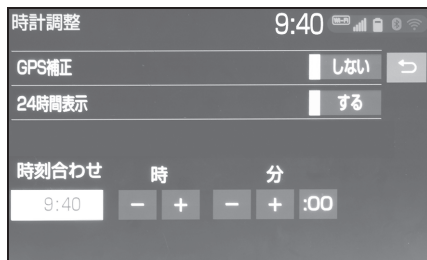 時計調整 9:40
GPS補正 しない
24時間表示 する
時刻合わせ 時 分
9:40 − + − + :00